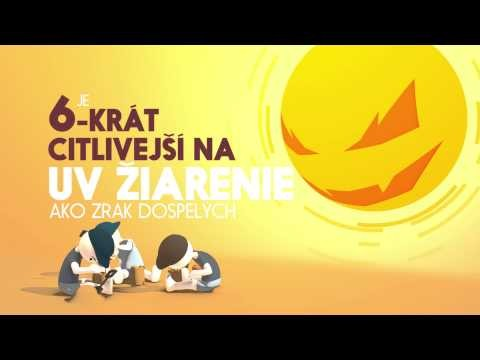 JE
6-KRÁT
CITLIVEJŠÍ NA
UV ŽIARENIE
AKO ZRAK DOSPELÝCH